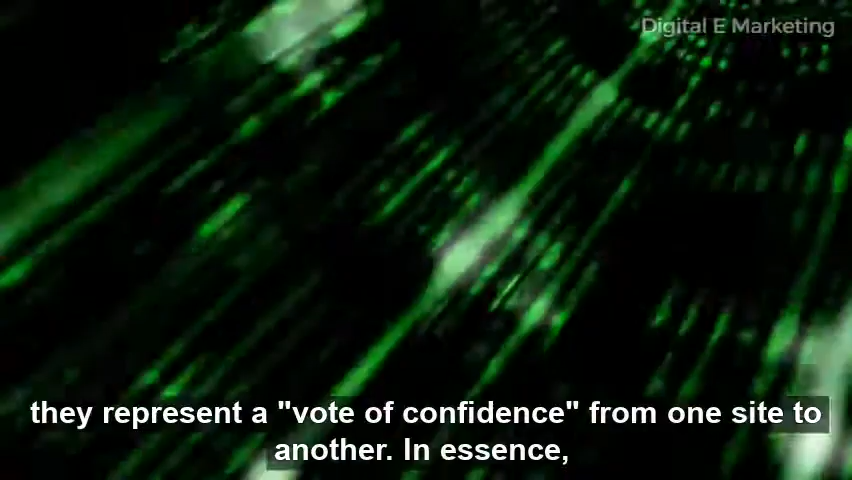 Digital E Marketing
they represent a "vote of confidence" from one site to
another. In essence,